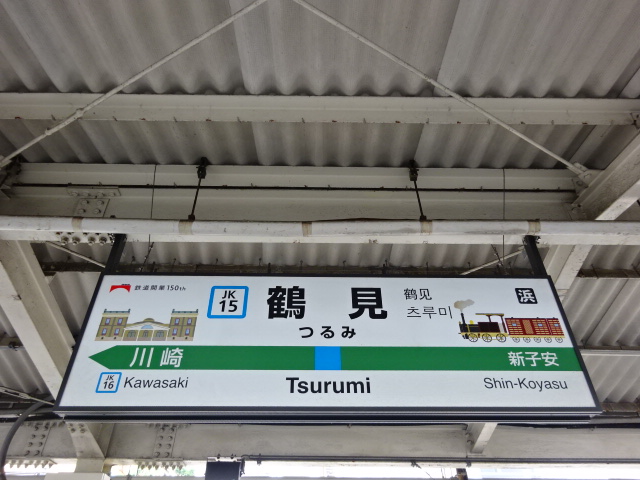 鉄道開業150th
JK
15
鶴見
つるみ
鹤见
츠루미
浜
川崎
新子安
JK
16
Kawasaki
Tsurumi
Shin-Koyasu